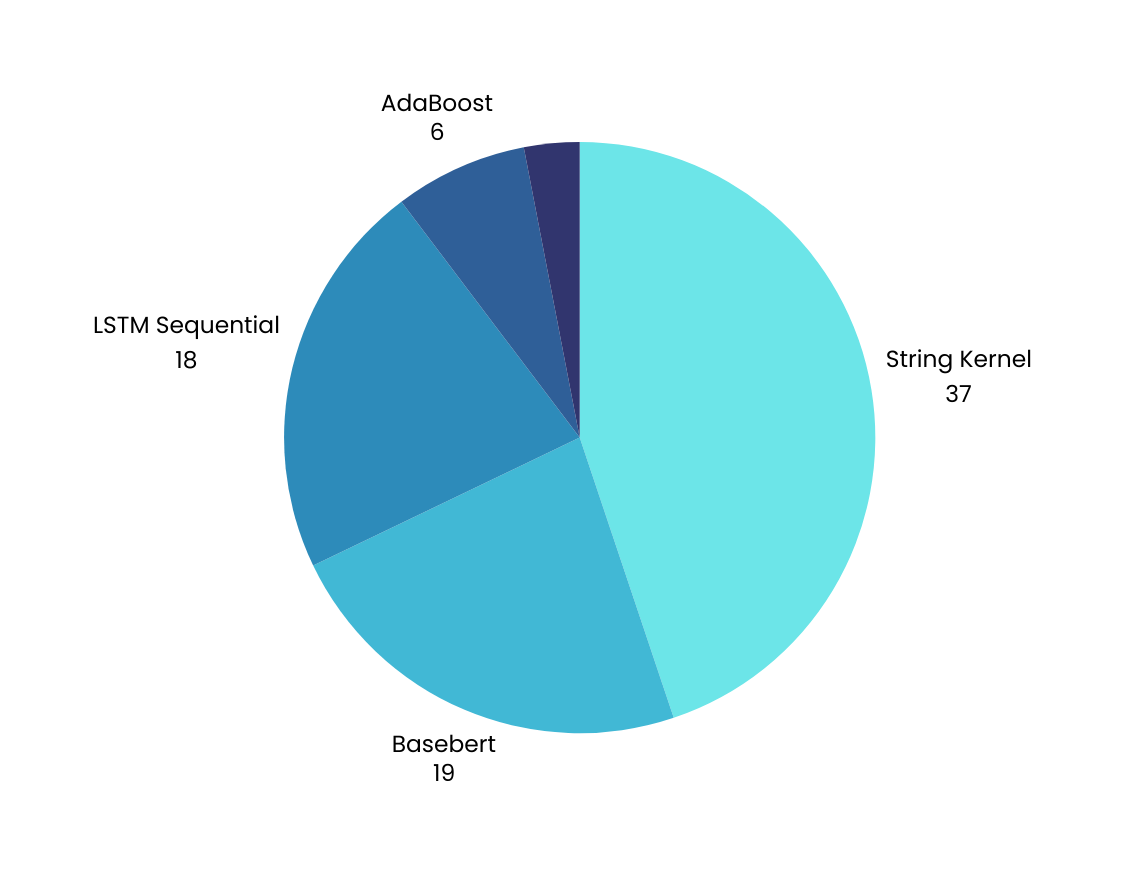 AdaBoost
6
LSTM Sequential
18
String Kernel
37
Basebert
19